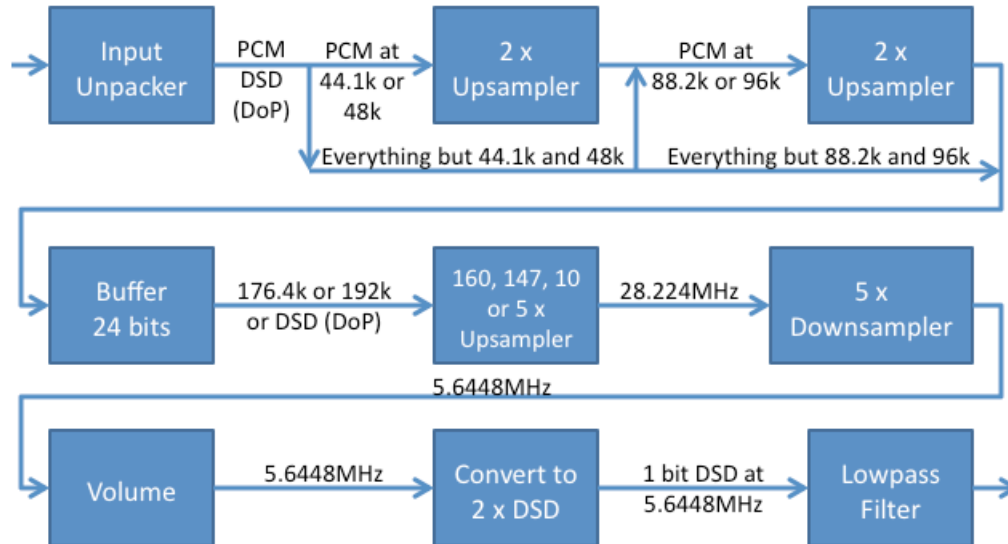 Input
Unpacker
PCM
DSD
(DoP)
PCM at
44.1k or
48k
2 x
Upsampler
PCM at
88.2k or 96k
2 x
Upsampler
Everything but 44.1k and 48k
Everything but 88.2k and 96k
Buffer
24 bits
176.4k or 192k
or DSD (DoP)
160, 147, 10
or 5 x
Upsampler
28.224MHz
5 x
Downsampler
5.6448MHz
Volume
5.6448MHz
Convert to
2 x DSD
1 bit DSD at
5.6448MHz
Lowpass
Filter